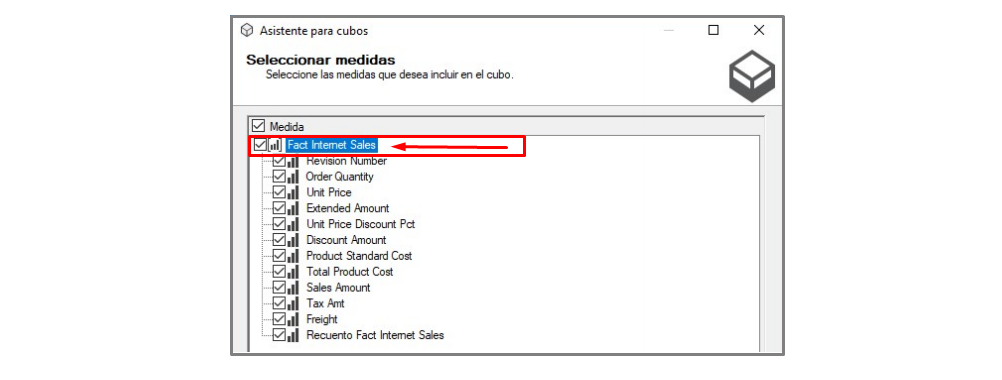 Asistente para cubos
Seleccionar medidas
Seleccione las medidas que desea incluir en el cubo.
Medida
Fact Internet Sales
Revision Number
Order Quantity
Unit Price
Extended Amount
Unit Price Discount Pct
Discount Amount
Product Standard Cost
Total Product Cost
Sales Amount
Tax Amt
Freight
Recuento Fact Internet Sales